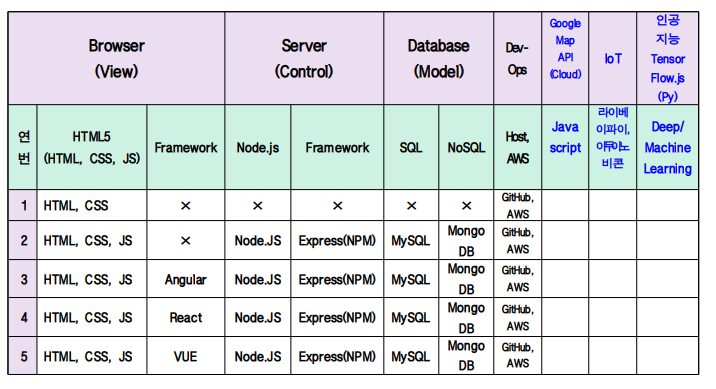 Browser
(View)
Server
(Control)
Database
(Model)
Dev-
Ops
Google
Map
API
(Cloud)
IoT
인공
지능
Tensor
Flow.js
(Py)
연
번
HTML5
(HTML, CSS, JS)
Framework
Node.js
Framework
SQL
NoSQL
Host,
AWS
Java
script
라이베
이파이,
아두이노
비콘
Deep/
Machine
Learning
1 HTML, CSS × × × × × GitHub, AWS
2 HTML, CSS, JS × Node.JS Express(NPM) MySQL Mongo DB GitHub, AWS
3 HTML, CSS, JS Angular Node.JS Express(NPM) MySQL Mongo DB GitHub, AWS
4 HTML, CSS, JS React Node.JS Express(NPM) MySQL Mongo DB GitHub, AWS
5 HTML, CSS, JS VUE Node.JS Express(NPM) MySQL Mongo DB GitHub, AWS